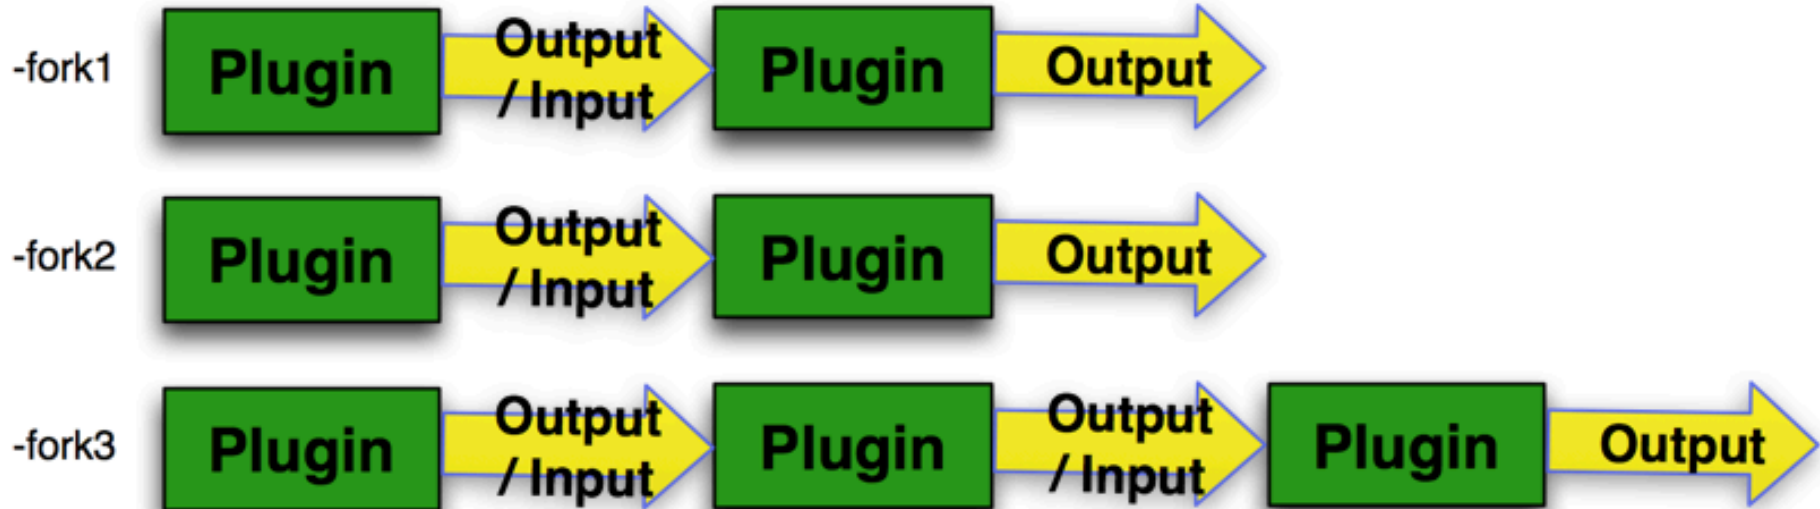 -fork1 Plugin Output / Input Plugin Output
-fork2 Plugin Output / Input Plugin Output
-fork3 Plugin Output / Input Plugin Output / Input Plugin Output